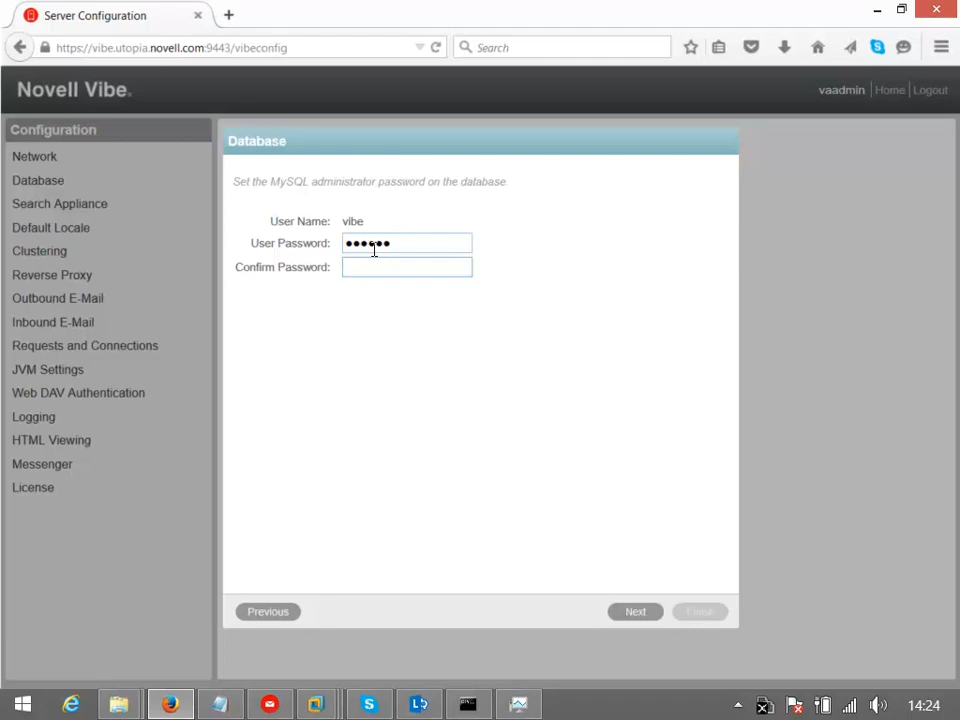 Server Configuration
https://vibe.utopia.novell.com:9443/vibeconfig
Search
Novell Vibe
vaadmin | Home | Logout
Configuration
Network
Database
Search Appliance
Default Locale
Clustering
Reverse Proxy
Outbound E-Mail
Inbound E-Mail
Requests and Connections
JVM Settings
Web DAV Authentication
Logging
HTML Viewing
Messenger
License
Database
Set the MySQL administrator password on the database.
User Name: vibe
User Password: ●●●●●●
Confirm Password:
Previous
Next
Finish
14:24